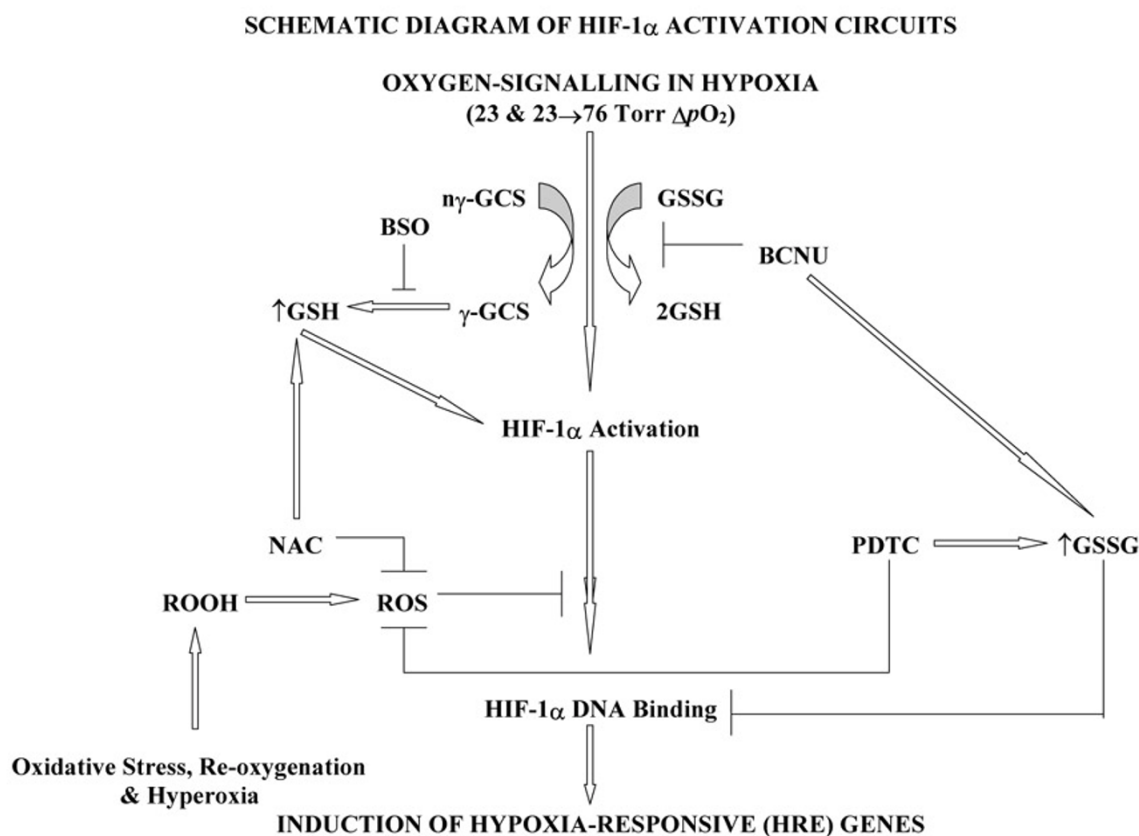 SCHEMATIC DIAGRAM OF HIF-1α ACTIVATION CIRCUITS
OXYGEN-SIGNALLING IN HYPOXIA
(23 & 23→76 Torr ΔpO₂)
nγ-GCS
GSSG
BSO
BCNU
↑GSH
γ-GCS
2GSH
HIF-1α Activation
NAC
PDTC
↑GSSG
ROOH
ROS
HIF-1α DNA Binding
Oxidative Stress, Re-oxygenation
& Hyperoxia
INDUCTION OF HYPOXIA-RESPONSIVE (HRE) GENES